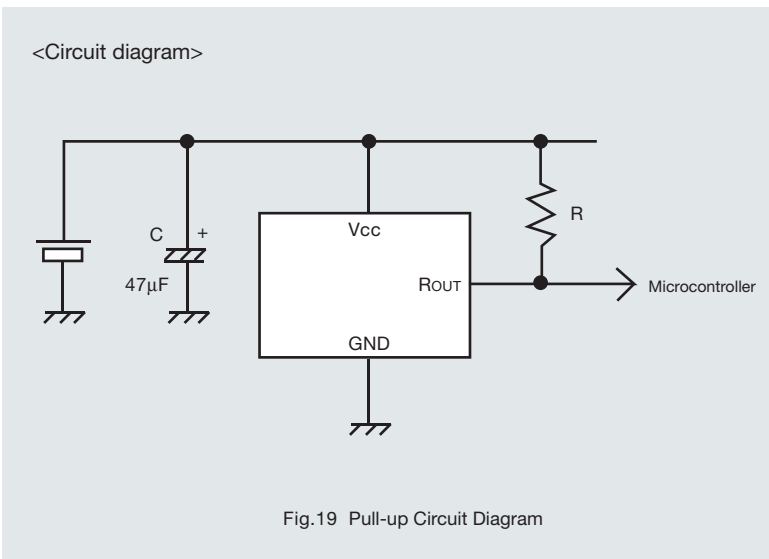 <Circuit diagram>
Vcc
C +
R
47μF
ROUT
Microcontroller
GND
Fig.19 Pull-up Circuit Diagram